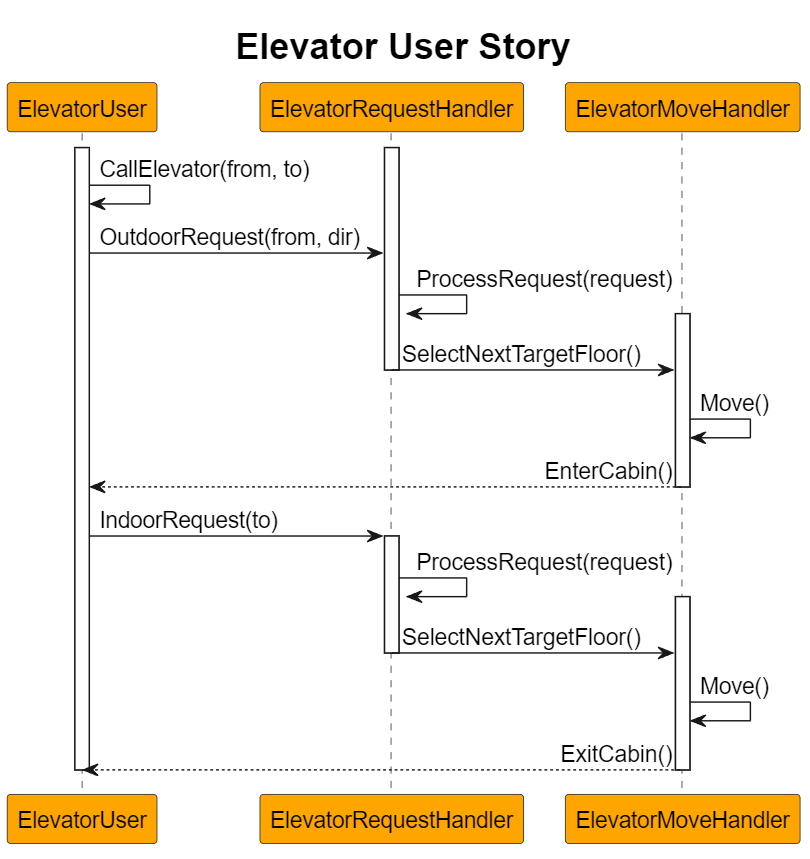 Elevator User Story
ElevatorUser
ElevatorRequestHandler
ElevatorMoveHandler
CallElevator(from, to)
OutdoorRequest(from, dir)
ProcessRequest(request)
SelectNextTargetFloor()
Move()
EnterCabin()
IndoorRequest(to)
ProcessRequest(request)
SelectNextTargetFloor()
Move()
ExitCabin()
ElevatorUser
ElevatorRequestHandler
ElevatorMoveHandler